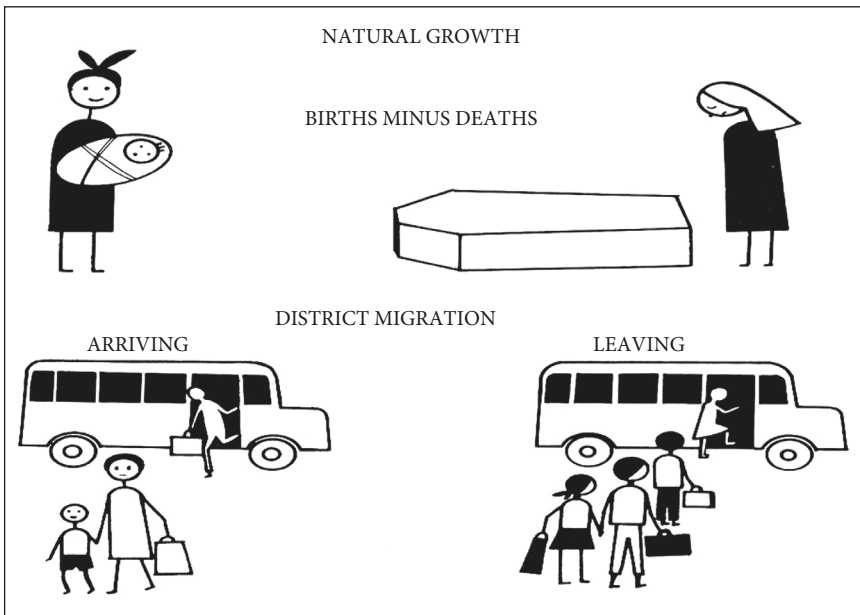 NATURAL GROWTH
BIRTHS MINUS DEATHS
DISTRICT MIGRATION
ARRIVING
LEAVING